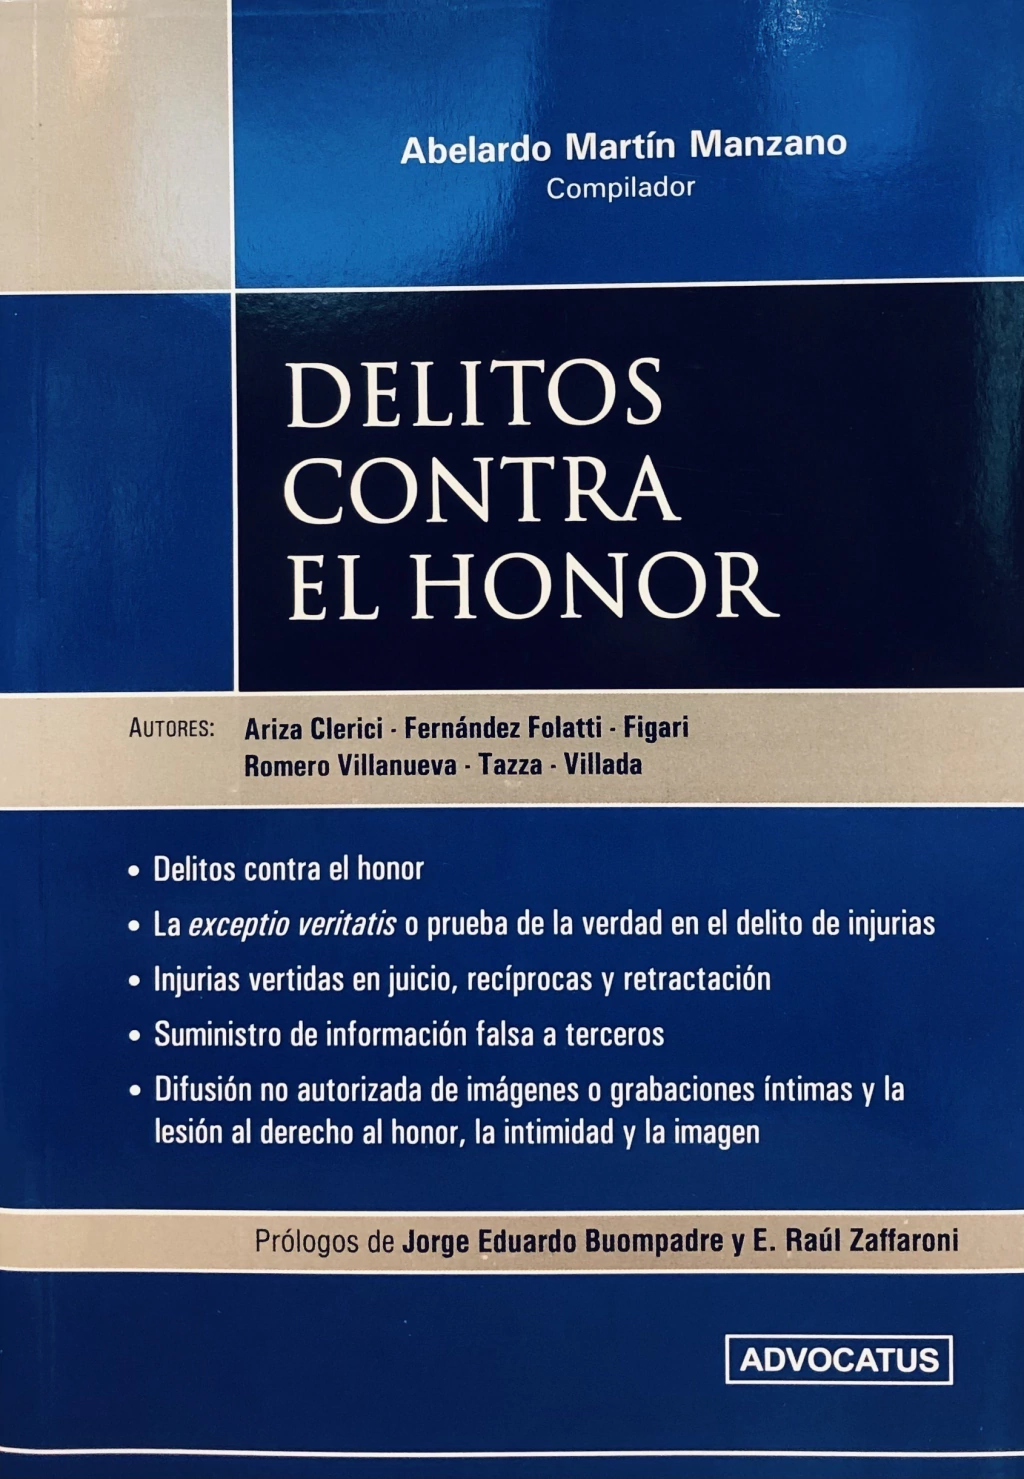 Abelardo Martín Manzano
Compilador
DELITOS
CONTRA
EL HONOR
AUTORES: Ariza Clerici - Fernández Folatti - Figari
Romero Villanueva - Tazza - Villada
• Delitos contra el honor
• La exceptio veritatis o prueba de la verdad en el delito de injurias
• Injurias vertidas en juicio, recíprocas y retractación
• Suministro de información falsa a terceros
• Difusión no autorizada de imágenes o grabaciones íntimas y la
lesión al derecho al honor, la intimidad y la imagen
Prólogos de Jorge Eduardo Buompadre y E. Raúl Zaffaroni
ADVOCATUS